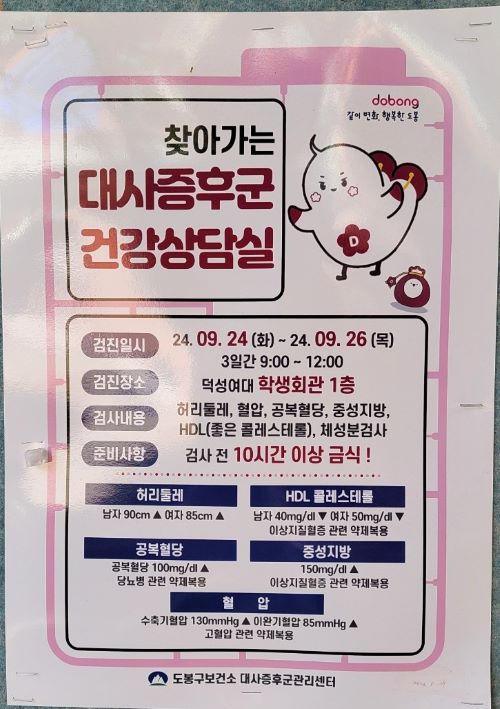 dobong
같이 변화, 행복한 도봉
찾아가는
대사증후군
건강상담실
D
검진일시
24. 09. 24 (화) ~ 24. 09. 26 (목)
3일간 9:00 ~ 12:00
검진장소
덕성여대 학생회관 1층
검사내용
허리둘레, 혈압, 공복혈당, 중성지방,
HDL(좋은 콜레스테롤), 체성분검사
준비사항
검사 전 10시간 이상 금식 !
허리둘레
남자 90cm ▲ 여자 85cm ▲
HDL 콜레스테롤
남자 40mg/dl ▼ 여자 50mg/dl ▼
이상지질혈증 관련 약제복용
공복혈당
공복혈당 100mg/dl ▲
당뇨병 관련 약제복용
중성지방
150mg/dl ▲
이상지질혈증 관련 약제복용
혈 압
수축기혈압 130mmHg ▲ 이완기혈압 85mmHg ▲
고혈압 관련 약제복용
도봉구보건소 대사증후군관리센터